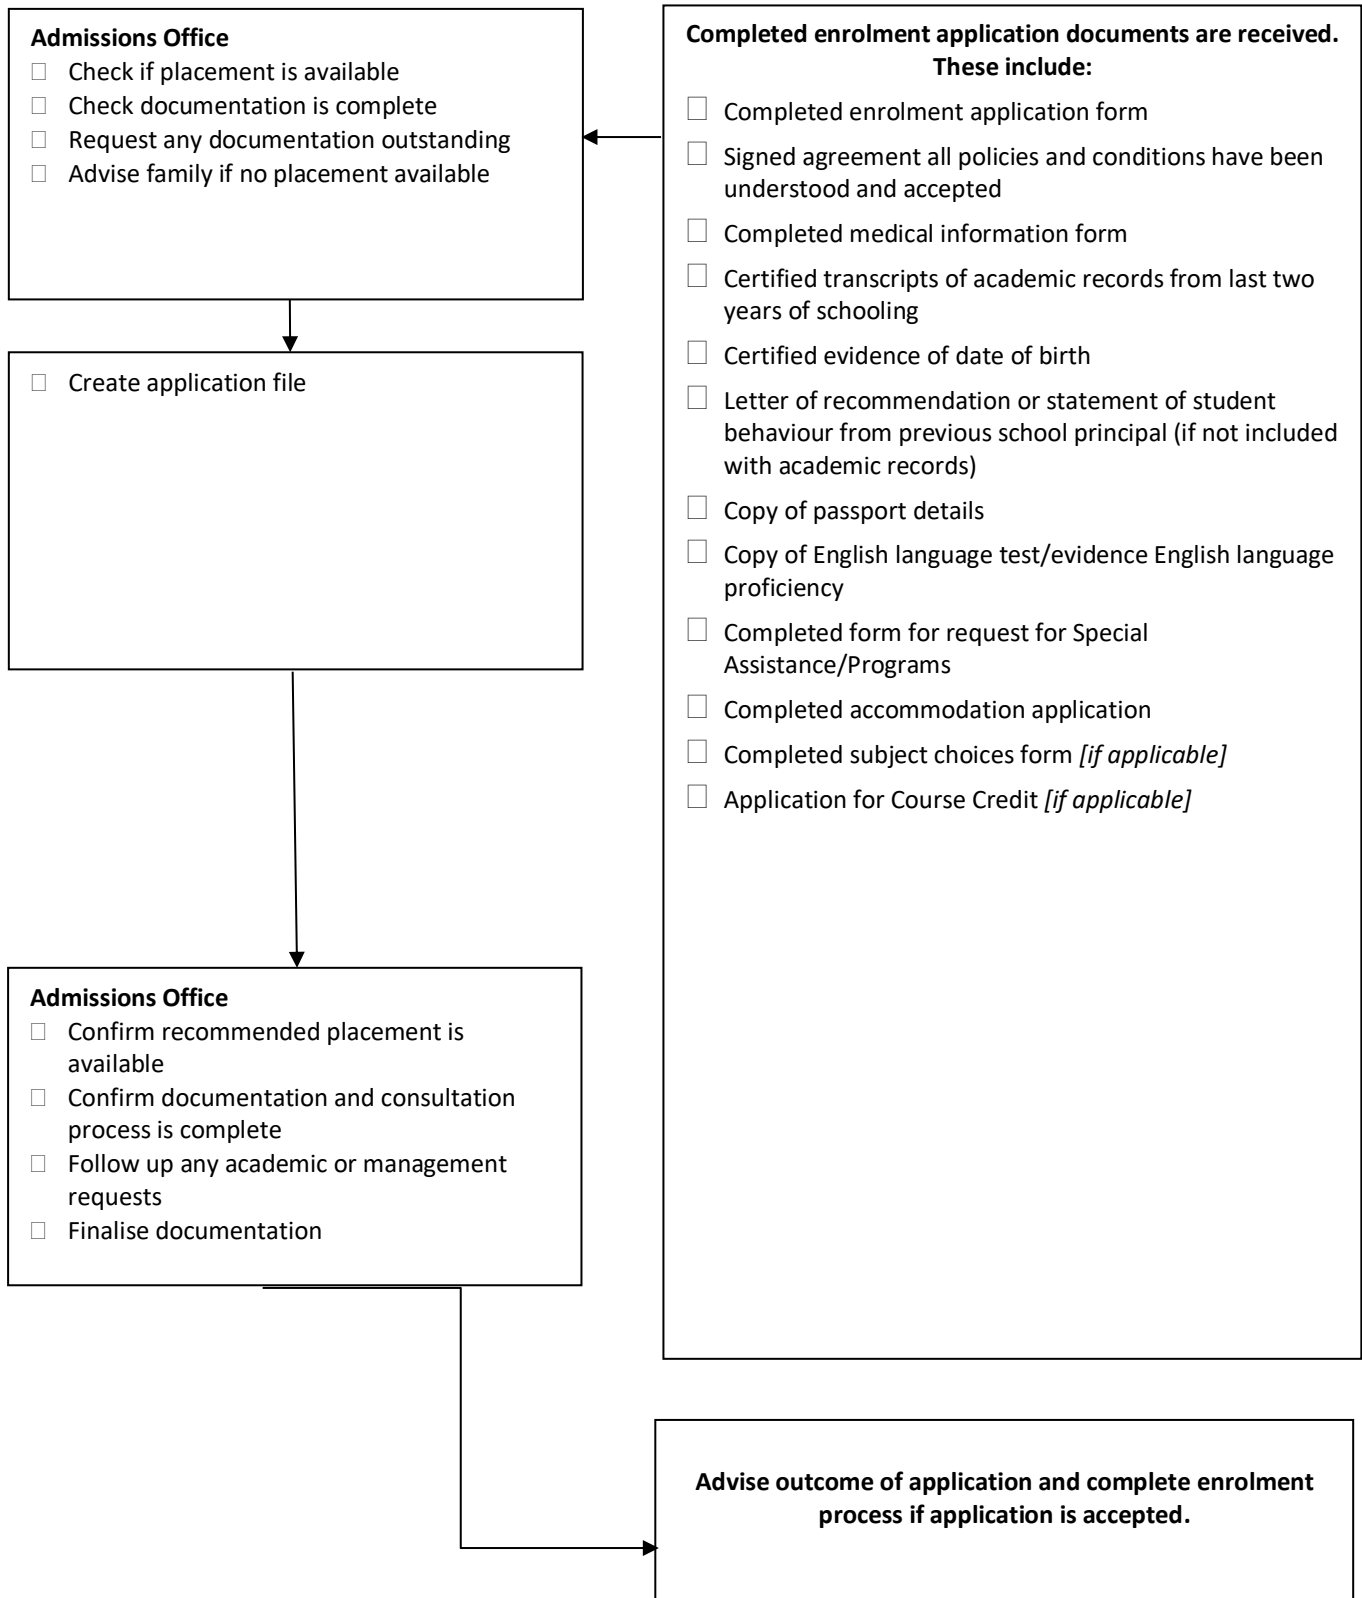 Completed enrolment application documents are received.
These include:
☐ Completed enrolment application form
☐ Signed agreement all policies and conditions have been
understood and accepted
☐ Completed medical information form
☐ Certified transcripts of academic records from last two
years of schooling
☐ Certified evidence of date of birth
☐ Letter of recommendation or statement of student
behaviour from previous school principal (if not included
with academic records)
☐ Copy of passport details
☐ Copy of English language test/evidence English language
proficiency
☐ Completed form for request for Special
Assistance/Programs
☐ Completed accommodation application
☐ Completed subject choices form [if applicable]
☐ Application for Course Credit [if applicable]
Admissions Office
☐ Check if placement is available
☐ Check documentation is complete
☐ Request any documentation outstanding
☐ Advise family if no placement available
☐ Create application file
Admissions Office
☐ Confirm recommended placement is
available
☐ Confirm documentation and consultation
process is complete
☐ Follow up any academic or management
requests
☐ Finalise documentation
Advise outcome of application and complete enrolment
process if application is accepted.